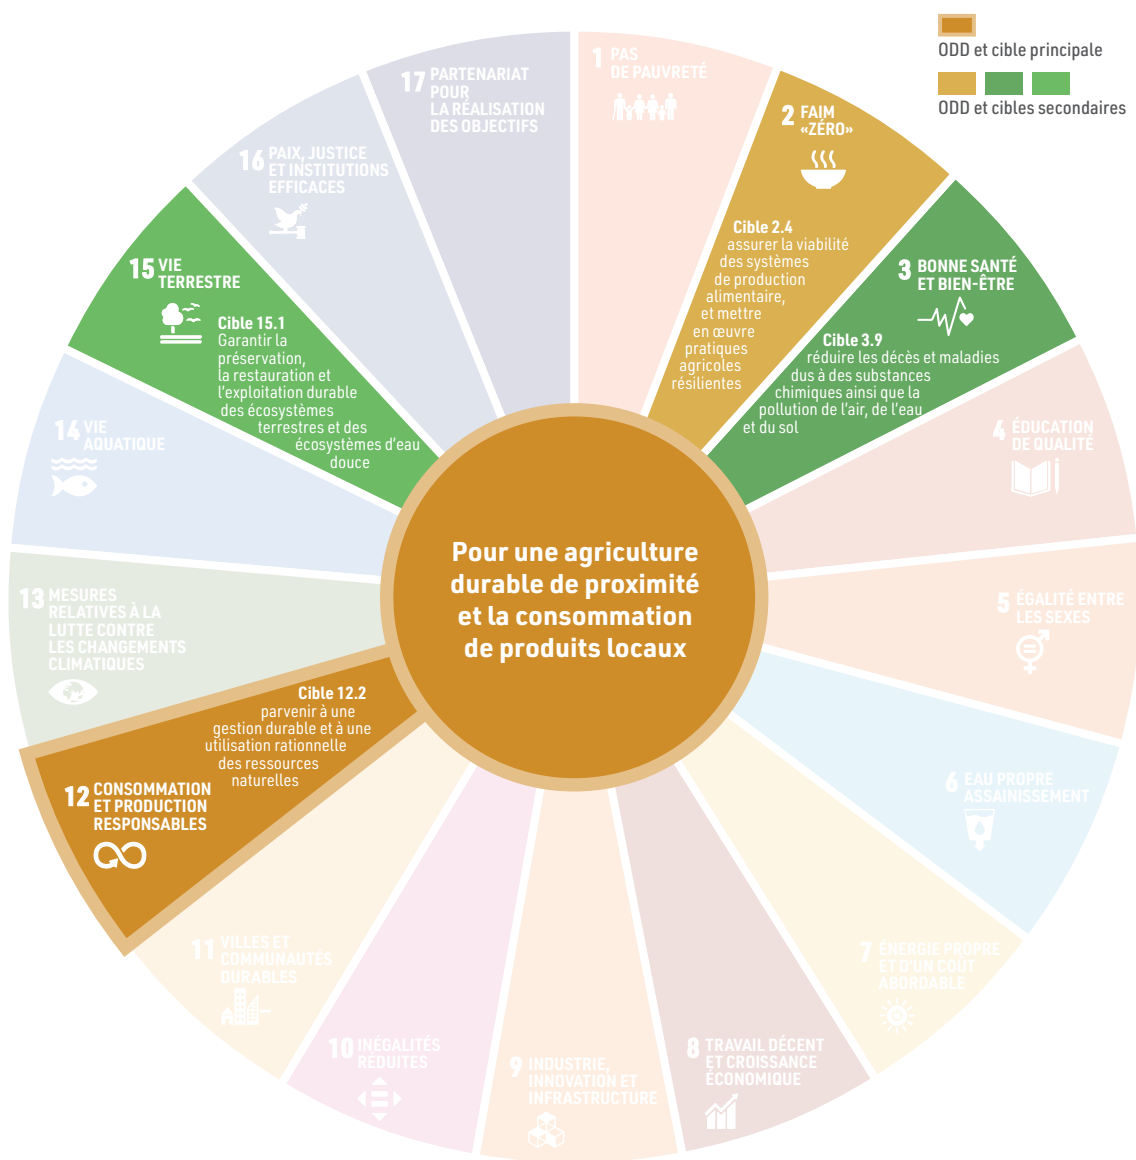 ODD et cible principale
ODD et cibles secondaires
1 PAS
DE PAUVRETÉ
2 FAIM
«ZÉRO»
Cible 2.4
assurer la viabilité
des systèmes
de production
alimentaire,
et mettre
en œuvre
pratiques
agricoles
résilientes
3 BONNE SANTÉ
ET BIEN-ÊTRE
Cible 3.9
réduire les décès et maladies
dus à des substances
chimiques ainsi que la
pollution de l'air, de l'eau
et du sol
4 ÉDUCATION
DE QUALITÉ
5 ÉGALITÉ ENTRE
LES SEXES
6 EAU PROPRE
ASSAINISSEMENT
7 ÉNERGIE PROPRE
ET D'UN COÛT
ABORDABLE
8 TRAVAIL DÉCENT
ET CROISSANCE
ÉCONOMIQUE
9 INDUSTRIE,
INNOVATION ET
INFRASTRUCTURE
10 INÉGALITÉS
RÉDUITES
11 VILLES ET
COMMUNAUTÉS
DURABLES
12 CONSOMMATION
ET PRODUCTION
RESPONSABLES
Cible 12.2
parvenir à une
gestion durable et à une
utilisation rationnelle
des ressources
naturelles
13 MESURES
RELATIVES À LA
LUTTE CONTRE
LES CHANGEMENTS
CLIMATIQUES
14 VIE
AQUATIQUE
15 VIE
TERRESTRE
Cible 15.1
Garantir la
préservation,
la restauration et
l'exploitation durable
des écosystèmes
terrestres et des
écosystèmes d'eau
douce
16 PAIX, JUSTICE
ET INSTITUTIONS
EFFICACES
17 PARTENARIAT
POUR
LA RÉALISATION
DES OBJECTIFS
Pour une agriculture
durable de proximité
et la consommation
de produits locaux